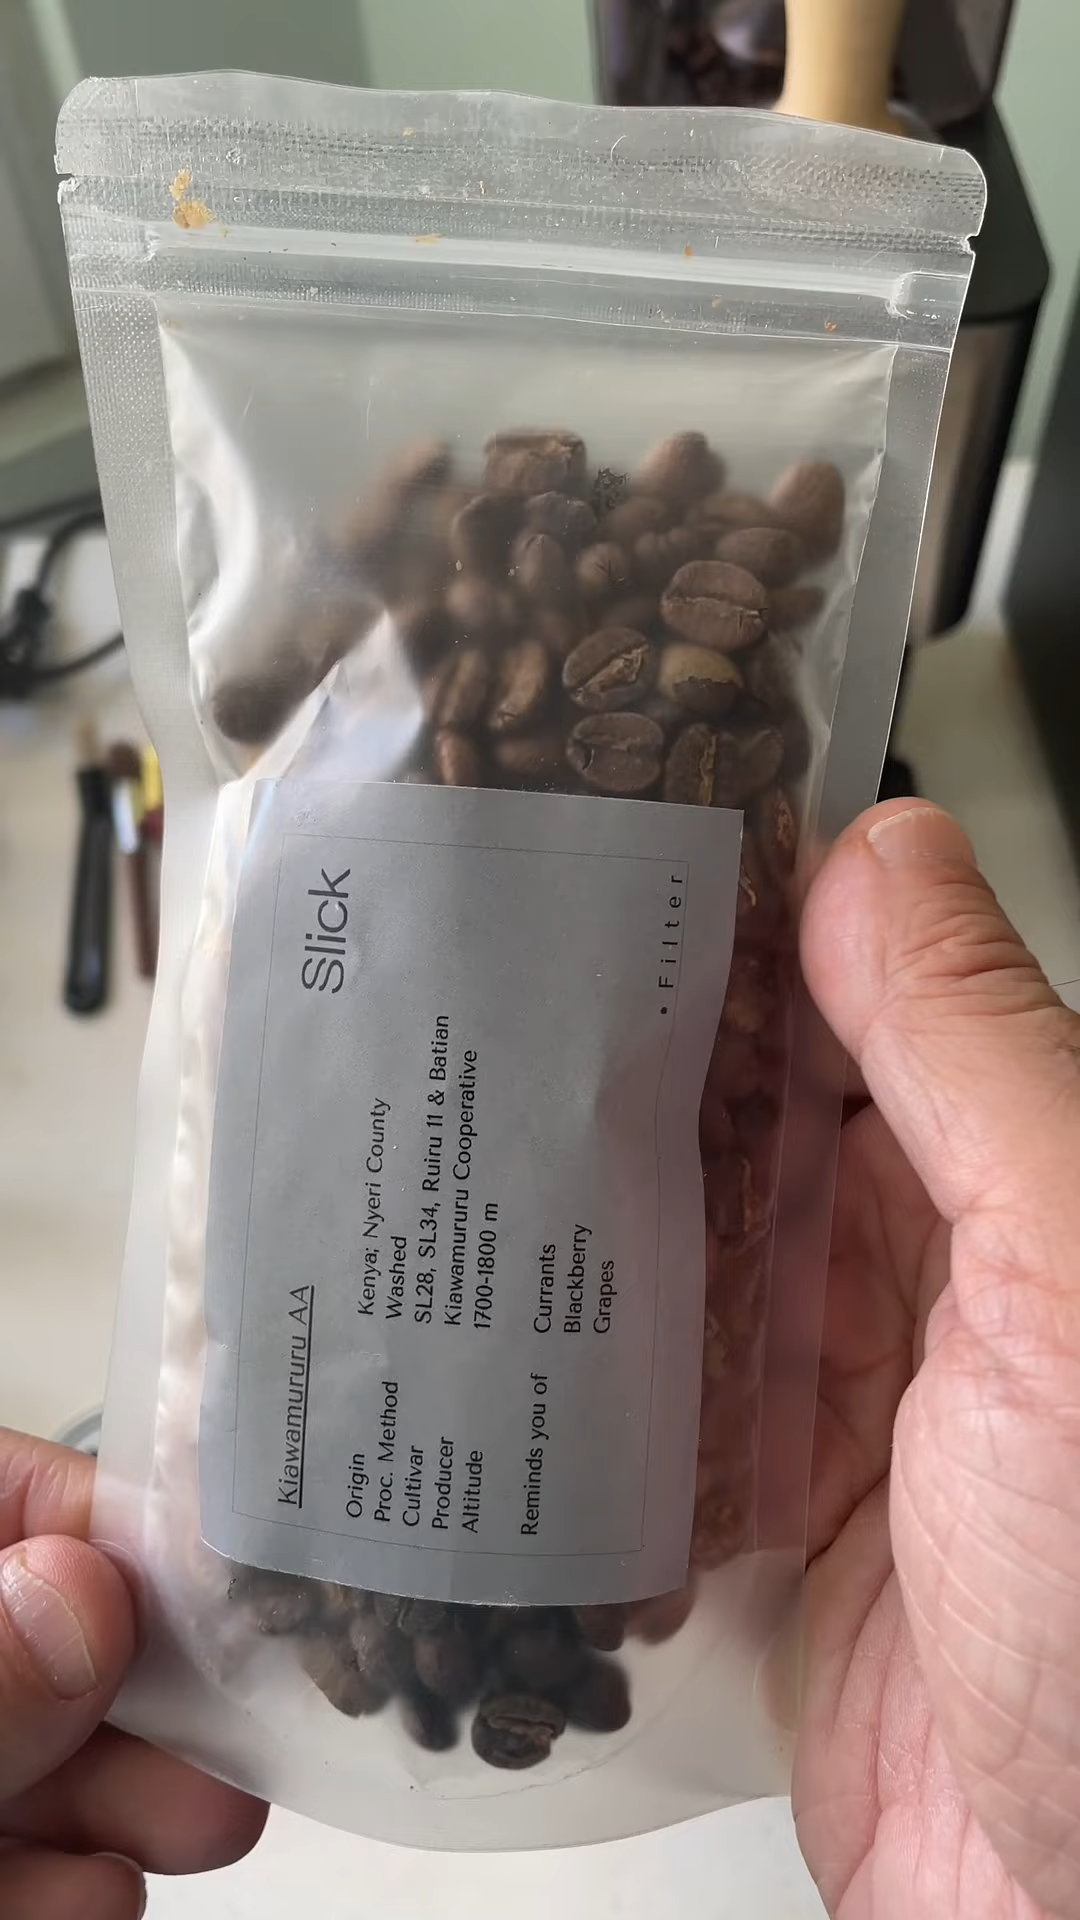 Kiawamururu AA
Slick
Origin Kenya; Nyeri County
Proc. Method Washed
Cultivar SL28, SL34, Ruiru 11 & Batian
Producer Kiawamururu Cooperative
Altitude 1700-1800 m
Reminds you of Currants
Blackberry
Grapes
• Filter